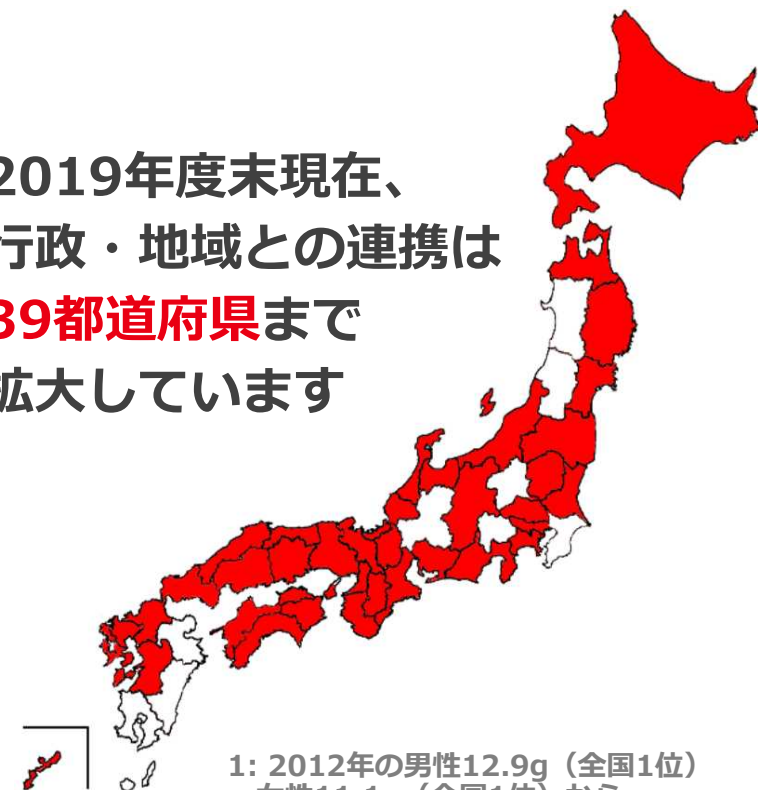 2019年度末現在、
行政・地域との連携は
39都道府県まで
拡大しています
1: 2012年の男性12.9g（全国1位）